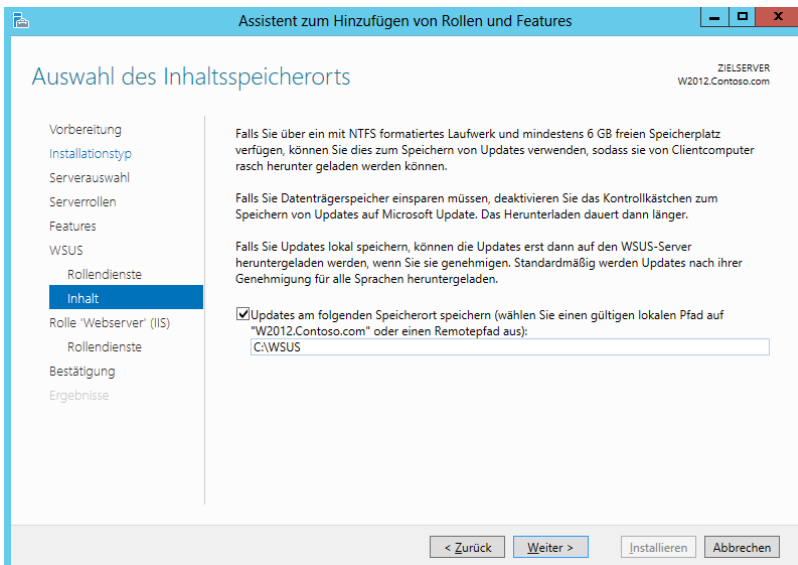 Assistent zum Hinzufügen von Rollen und Features
Auswahl des Inhaltsspeicherorts
ZIELSERVER
W2012.Contoso.com
Vorbereitung
Installationstyp
Serverauswahl
Serverrollen
Features
WSUS
Rollendienste
Inhalt
Rolle 'Webserver' (IIS)
Rollendienste
Bestätigung
Ergebnisse
Falls Sie über ein mit NTFS formatiertes Laufwerk und mindestens 6 GB freien Speicherplatz
verfügen, können Sie dies zum Speichern von Updates verwenden, sodass sie von Clientcomputer
rasch herunter geladen werden können.
Falls Sie Datenträgerspeicher einsparen müssen, deaktivieren Sie das Kontrollkästchen zum
Speichern von Updates auf Microsoft Update. Das Herunterladen dauert dann länger.
Falls Sie Updates lokal speichern, können die Updates erst dann auf den WSUS-Server
heruntergeladen werden, wenn Sie sie genehmigen. Standardmäßig werden Updates nach ihrer
Genehmigung für alle Sprachen heruntergeladen.
Updates am folgenden Speicherort speichern (wählen Sie einen gültigen lokalen Pfad auf
"W2012.Contoso.com" oder einen Remotepfad aus):
C:\WSUS
< Zurück
Weiter >
Installieren
Abbrechen